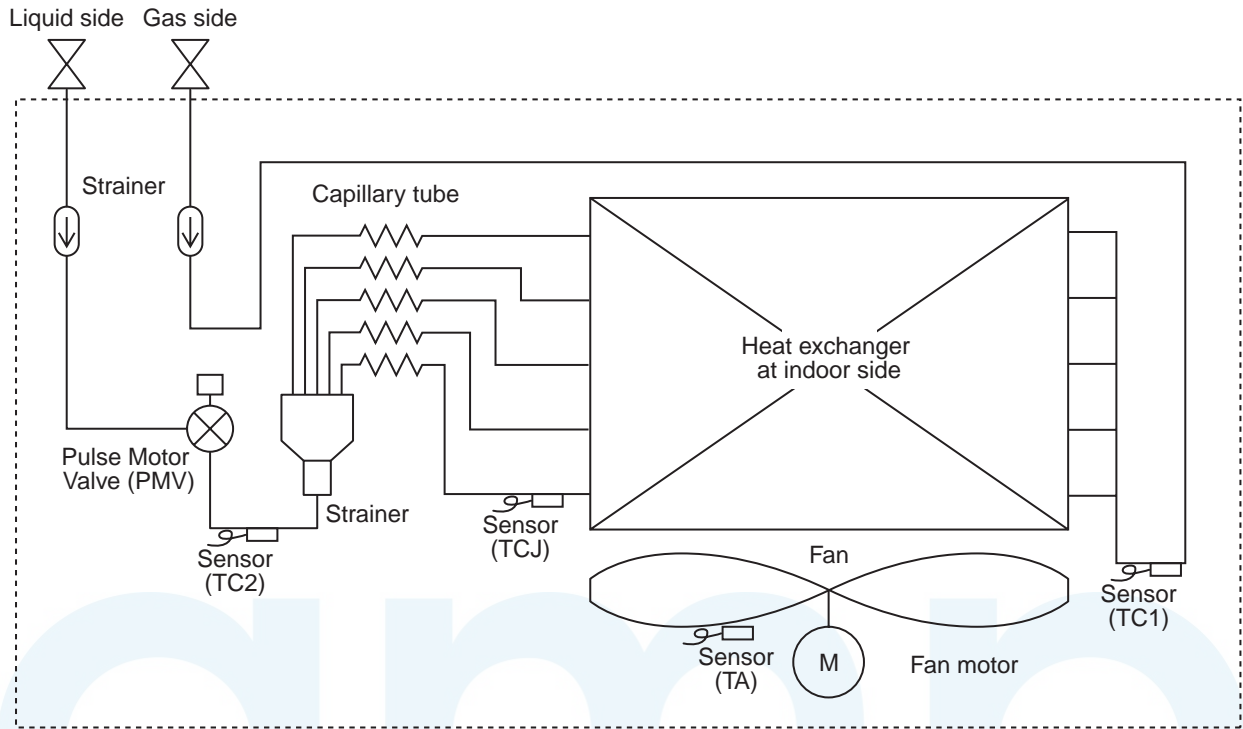 Liquid side
Gas side
Strainer
Capillary tube
Heat exchanger
at indoor side
Pulse Motor
Valve (PMV)
Strainer
Sensor
(TC2)
Sensor
(TCJ)
Fan
Sensor
(TC1)
Sensor
(TA)
M
Fan motor